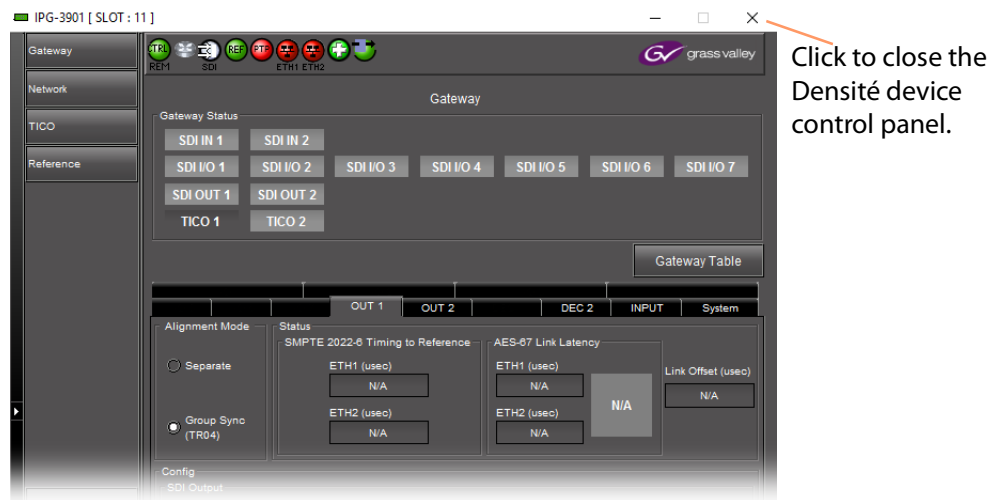 IPG-3901 [ SLOT : 11 ]
Click to close the
Densité device
control panel.
Gateway
Network
TICO
Reference
CTRL
REM
SDI
REF
PTP
ETH1 ETH2
grass valley
Gateway
Gateway Status
SDI IN 1 SDI IN 2
SDI I/O 1 SDI I/O 2 SDI I/O 3 SDI I/O 4 SDI I/O 5 SDI I/O 6 SDI I/O 7
SDI OUT 1 SDI OUT 2
TICO 1 TICO 2
Gateway Table
OUT 1 OUT 2 DEC 2 INPUT System
Alignment Mode
Separate
Group Sync
(TR04)
Status
SMPTE 2022-6 Timing to Reference
ETH1 (usec)
N/A
ETH2 (usec)
N/A
AES-67 Link Latency
ETH1 (usec)
N/A
ETH2 (usec)
N/A
N/A
Link Offset (usec)
N/A
Config
SDI Output